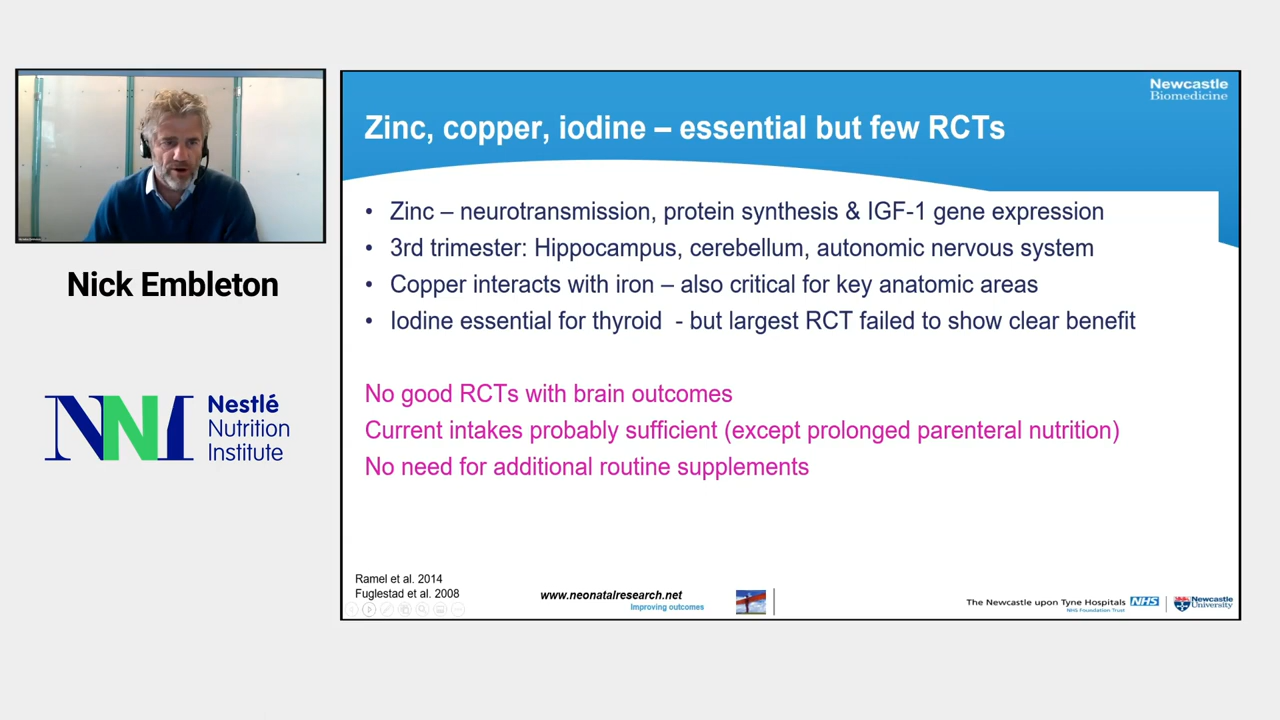 Nick Embleton
NNI
Nestlé
Nutrition
Institute
Newcastle
Biomedicine
Zinc, copper, iodine – essential but few RCTs
• Zinc – neurotransmission, protein synthesis & IGF-1 gene expression
• 3rd trimester: Hippocampus, cerebellum, autonomic nervous system
• Copper interacts with iron – also critical for key anatomic areas
• Iodine essential for thyroid - but largest RCT failed to show clear benefit
No good RCTs with brain outcomes
Current intakes probably sufficient (except prolonged parenteral nutrition)
No need for additional routine supplements
Ramel et al. 2014
Fuglestad et al. 2008
www.neonatalresearch.net
Improving outcomes
The Newcastle upon Tyne Hospitals NHS
NHS Foundation Trust
Newcastle
University